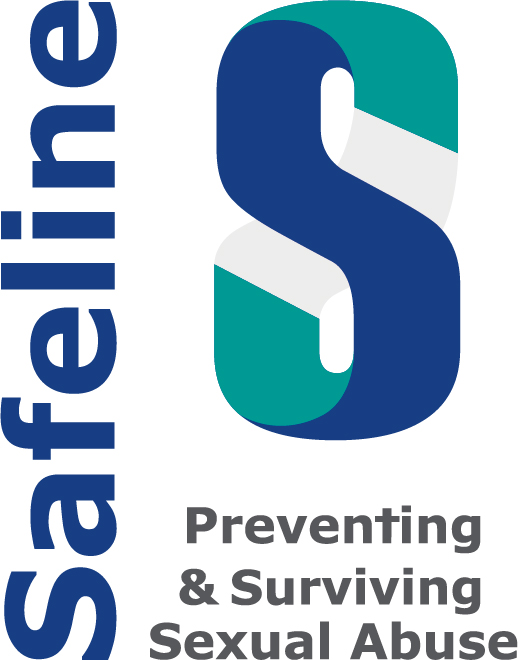 Safeline
Preventing
& Surviving
Sexual Abuse